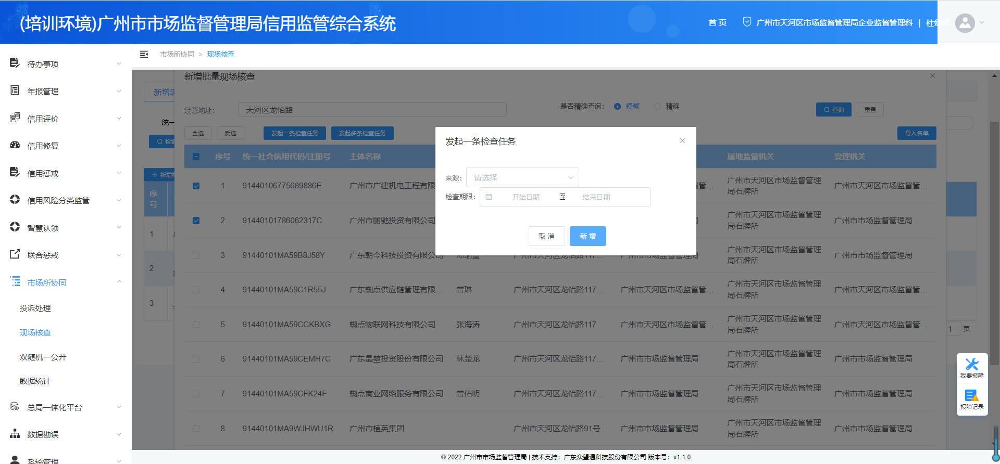 (培训环境)广州市市场监督管理局信用监管综合系统
首 页
广州市天河区市场监督管理局企业监督管理科 |
市场所协同 > 现场核查
待办事项
年报管理
信用评价
信用修复
信用惩戒
信用风险分类监管
智慧认领
联合惩戒
市场所协同
投诉处理
现场核查
双随机一公开
数据统计
总局一体化平台
数据勘误
系统管理
新增批量现场核查
新增现
经营地址: 天河区龙怡路
是否精确查询: 模糊 精确
查询 重置
统一
检索
全选 反选 发起一条检查任务 发起多条检查任务 导入名单
序号 统一社会信用代码/注册号 主体名称 属地监管机关 受理机关
新增批
序号
1
2
3
1 91440106775689886E 广州市广建机电工程有限 管... 广州市天河区市场监督管理局石牌所 广州市天河区市场监督管...
2 91440101786062317C 广州市丽驰投资有限公司 局 广州市天河区市场监督管理局石牌所 广州市市场监督管理局
3 91440101MA59B8J58Y 广东朝今科技投资有限公司 广州市天河区龙怡路117... 广州市市场监督管理局 广州市天河区市场监督管理局石牌所 广州市市场监督管理局
4 91440101MA59C1R55J 广东蜘点供应链管理有限... 曾琳 广州市天河区龙怡路117... 广州市天河区市场监督管... 广州市天河区市场监督管理局石牌所 广州市天河区市场监督管...
5 91440101MA59CCKBXG 蜘点物联网科技有限公司 张海涛 广州市天河区龙怡路117... 广州市天河区市场监督管... 广州市天河区市场监督管理局石牌所 广州市天河区市场监督管...
6 91440101MA59CEMH7C 广东晶堃投资股份有限公司 林楚龙 广州市天河区龙怡路117... 广州市市场监督管理局 广州市天河区市场监督管理局石牌所 广州市市场监督管理局
7 91440101MA59CFK24F 蜘点商业网络服务有限公司 曾佑明 广州市天河区龙怡路117... 广州市市场监督管理局 广州市天河区市场监督管理局石牌所 广州市市场监督管理局
8 91440101MA9WJHWU1R 广州市植英集团 广州市天河区龙怡路91号... 广州市市场监督管理局 广州市天河区市场监督管理局石牌所 广州市市场监督管理局
发起一条检查任务
来源: 请选择
检查期限: 开始日期 至 结束日期
取 消 新 增
1 页
我要报障
报障记录
© 2022 广州市市场监督管理局 | 技术支持：广东众望通科技股份有限公司 版本号：v1.1.0